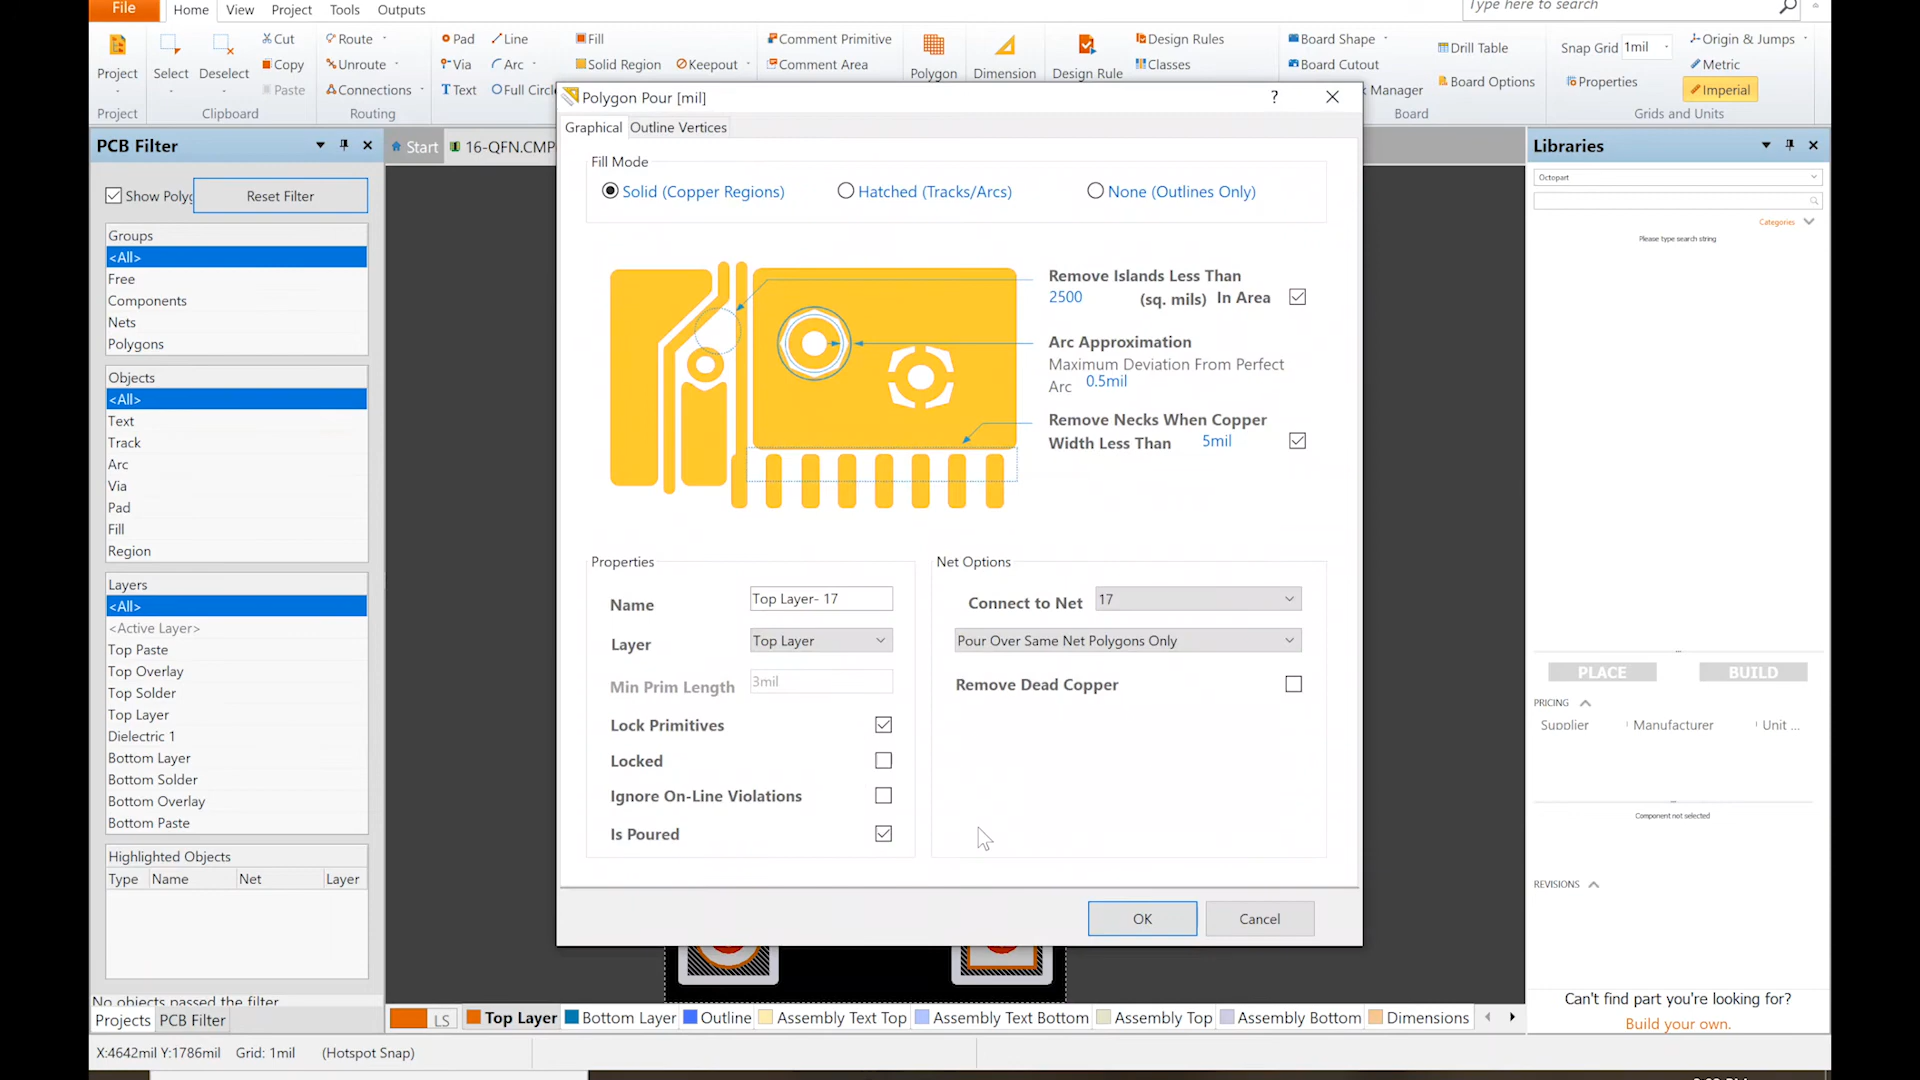 File
Home
View
Project
Tools
Outputs
Type here to search
Project
Select
Deselect
Cut
Copy
Paste
Route
Unroute
Connections
Pad
Via
Text
Line
Arc
Full Circle
Fill
Solid Region
Keepout
Comment Primitive
Comment Area
Polygon
Dimension
Design Rule
Design Rules
Classes
Board Shape
Board Cutout
k Manager
Drill Table
Board Options
Snap Grid 1mil
Properties
Origin & Jumps
Metric
Imperial
Project
Clipboard
Routing
Board
Grids and Units
PCB Filter
Show Polyg
Reset Filter
Groups
<All>
Free
Components
Nets
Polygons
Objects
<All>
Text
Track
Arc
Via
Pad
Fill
Region
Layers
<All>
<Active Layer>
Top Paste
Top Overlay
Top Solder
Top Layer
Dielectric 1
Bottom Layer
Bottom Solder
Bottom Overlay
Bottom Paste
Highlighted Objects
Type Name Net Layer
No objects passed the filter
Projects PCB Filter
Start
16-QFN.CMP
Polygon Pour [mil]
?
Graphical
Outline Vertices
Fill Mode
Solid (Copper Regions)
Hatched (Tracks/Arcs)
None (Outlines Only)
Remove Islands Less Than
2500 (sq. mils) In Area
Arc Approximation
Maximum Deviation From Perfect
Arc 0.5mil
Remove Necks When Copper
Width Less Than 5mil
Properties
Name Top Layer- 17
Layer Top Layer
Min Prim Length 3mil
Lock Primitives
Locked
Ignore On-Line Violations
Is Poured
Net Options
Connect to Net 17
Pour Over Same Net Polygons Only
Remove Dead Copper
OK
Cancel
Libraries
Octopart
Categories
Please type search string
PLACE
BUILD
PRICING
Supplier Manufacturer Unit ...
Component not selected
REVISIONS
Can't find part you're looking for?
Build your own.
LS
Top Layer
Bottom Layer
Outline
Assembly Text Top
Assembly Text Bottom
Assembly Top
Assembly Bottom
Dimensions
X:4642mil Y:1786mil Grid: 1mil (Hotspot Snap)